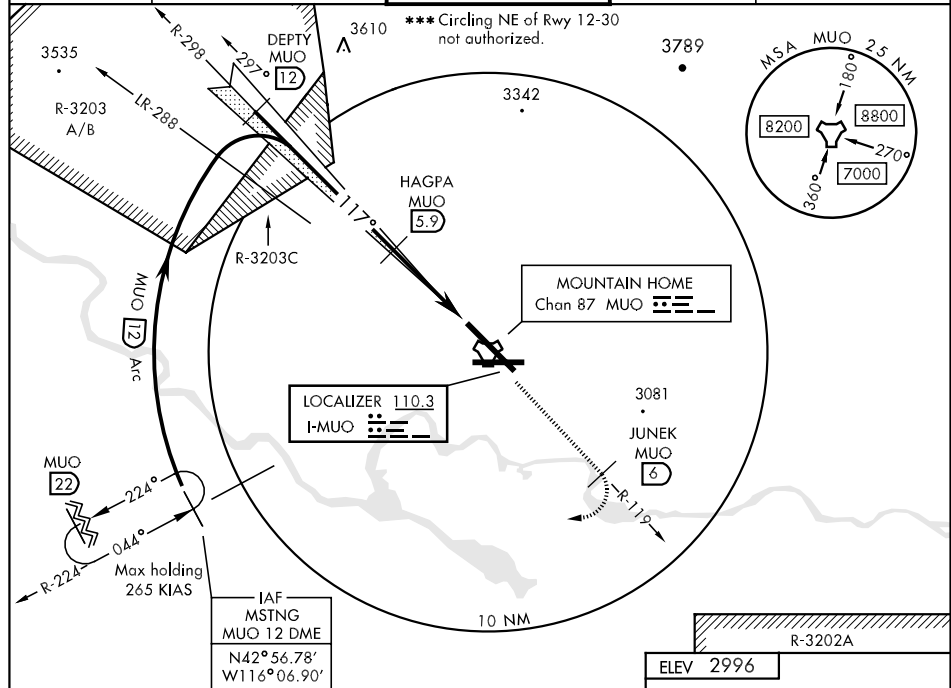 *** Circling NE of Rwy 12-30
not authorized.
3610
R-298
DEPTY
MUO
12
297°
3535
R-3203
A/B
LR-288
3789
MSA MUO 25 NM
180°
8200
8800
270°
7000
360°
3342
HAGPA
MUO
5.9
117°
R-3203C
MUO 12 Arc
MOUNTAIN HOME
Chan 87 MUO
LOCALIZER 110.3
I-MUO
3081
JUNEK
MUO
6
R-119
MUO
22
224°
044°
R-224
Max holding
265 KIAS
IAF
MSTNG
MUO 12 DME
N42°56.78'
W116°06.90'
10 NM
R-3202A
ELEV 2996